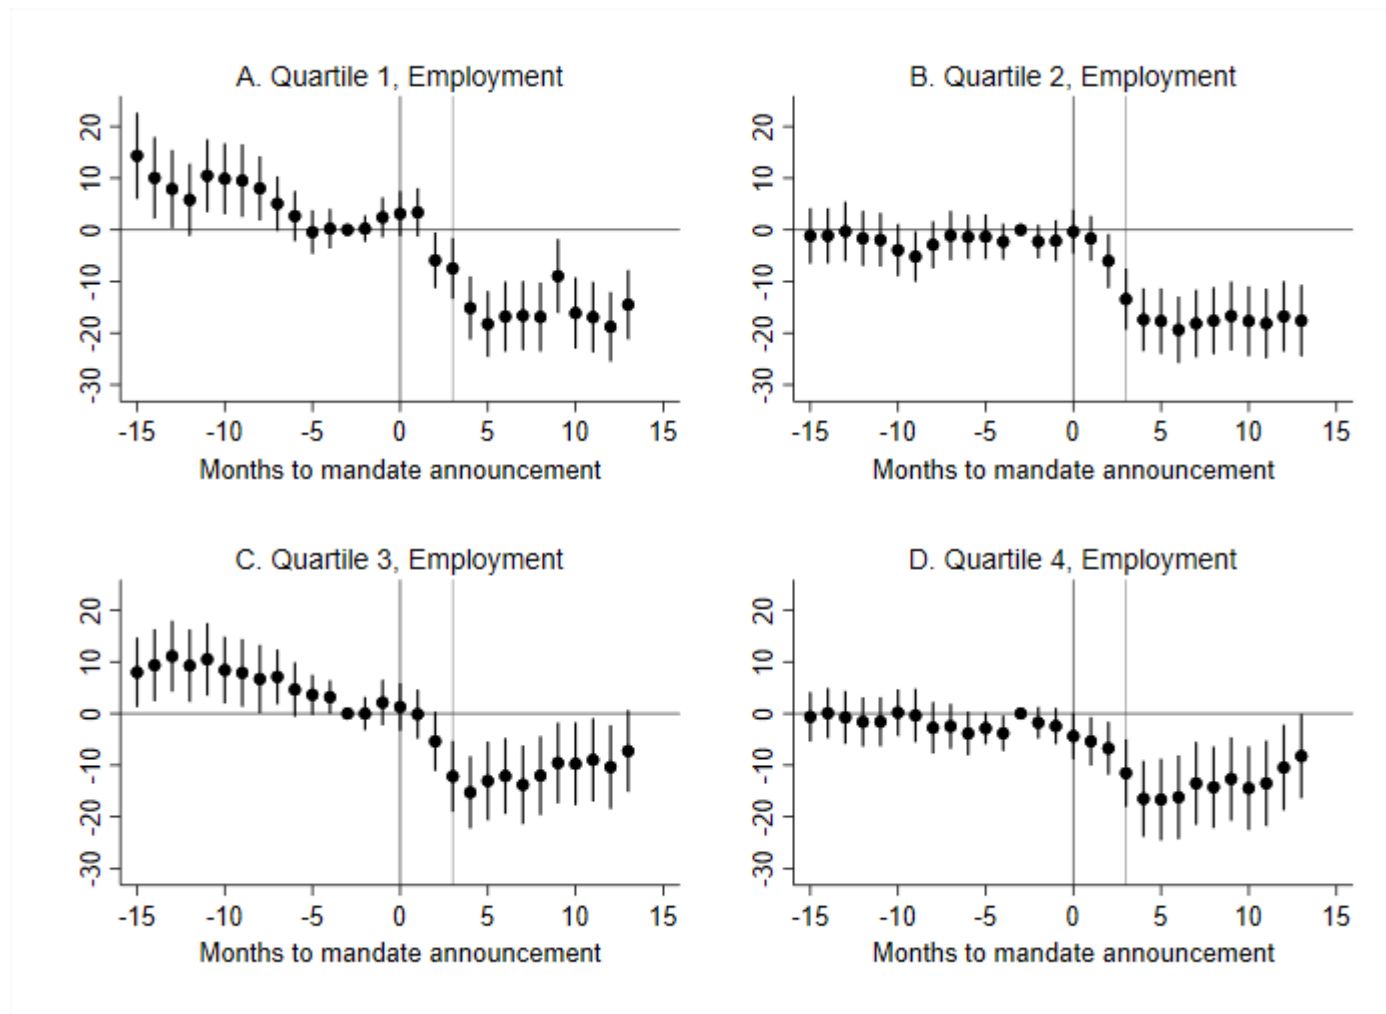 A. Quartile 1, Employment
20
10
0
-10
-20
-30
-15 -10 -5 0 5 10 15
Months to mandate announcement
B. Quartile 2, Employment
20
10
0
-10
-20
-30
-15 -10 -5 0 5 10 15
Months to mandate announcement
C. Quartile 3, Employment
20
10
0
-10
-20
-30
-15 -10 -5 0 5 10 15
Months to mandate announcement
D. Quartile 4, Employment
20
10
0
-10
-20
-30
-15 -10 -5 0 5 10 15
Months to mandate announcement